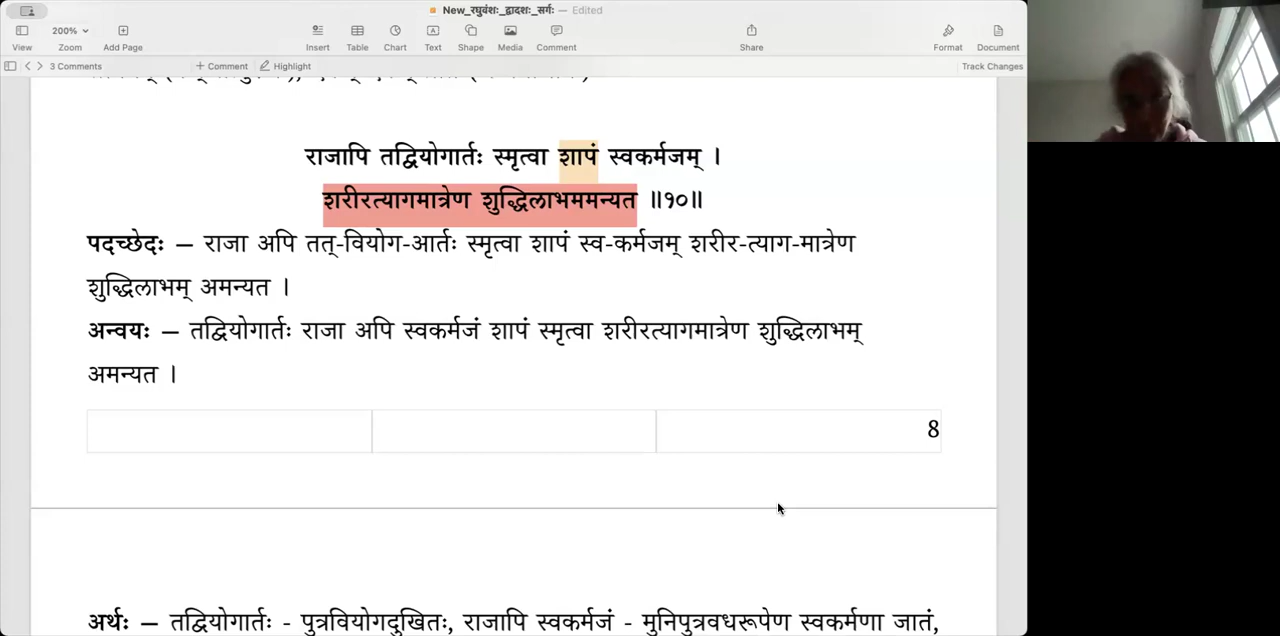 New_रघुवंशः_द्वादशः_सर्गः — Edited
200%
View Zoom Add Page Insert Table Chart Text Shape Media Comment Share Format Document
3 Comments + Comment Highlight Track Changes
राजापि तद्वियोगार्तः स्मृत्वा शापं स्वकर्मजम् ।
शरीरत्यागमात्रेण शुद्धिलाभममन्यत ॥१०॥
पदच्छेदः – राजा अपि तत्-वियोग-आर्तः स्मृत्वा शापं स्व-कर्मजम् शरीर-त्याग-मात्रेण
शुद्धिलाभम् अमन्यत ।
अन्वयः – तद्वियोगार्तः राजा अपि स्वकर्मजं शापं स्मृत्वा शरीरत्यागमात्रेण शुद्धिलाभम्
अमन्यत ।
8
अर्थः – तद्वियोगार्तः - पुत्रवियोगदुखितः, राजापि स्वकर्मजं - मुनिपुत्रवधरूपेण स्वकर्मणा जातं,